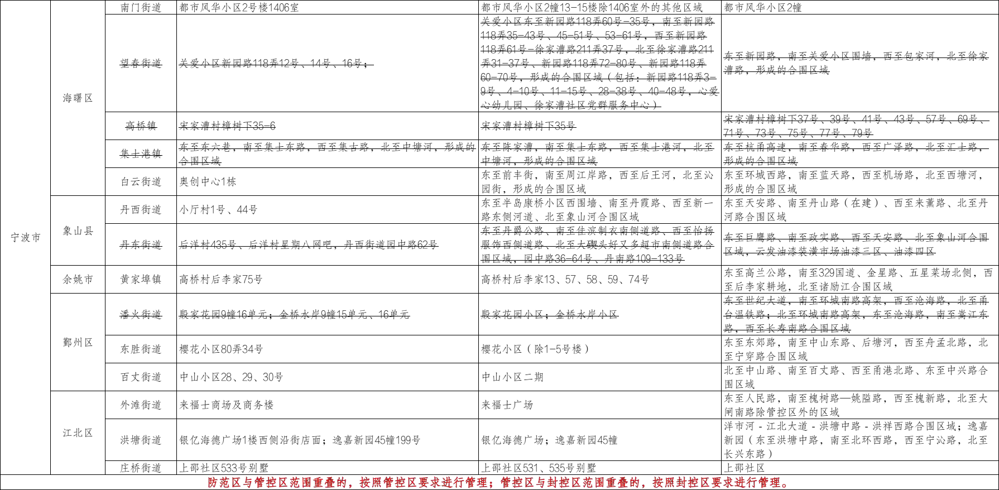 宁波市
海曙区
南门街道
都市风华小区2号楼1406室
都市风华小区2幢13-15楼除1406室外的其他区域
都市风华小区2幢
望春街道
关爱小区新园路118弄12号、14号、16号；
关爱小区东至新园路118弄60号-35号，南至新园路
118弄35-43号、45-51号、53-61号，西至新园路
118弄61号-徐家漕路211弄37号，北至徐家漕路211
弄31-37号、新园路118弄72-80号、新园路118弄
60-70号，形成的合围区域（包括：新园路118弄3-
9号、4-10号、11-15号、28-38号、40-48号，心爱
心幼儿园、徐家漕社区党群服务中心）
东至新园路，南至关爱小区围墙，西至包家河，北至徐家
漕路，形成的合围区域
高桥镇
宋家漕村樟树下35-6
宋家漕村樟树下35号
宋家漕村樟树下37号、39号、41号、43号、57号、69号、
71号、73号、75号、77号、79号
集士港镇
东至东六巷，南至集士东路，西至集古路，北至中塘河，形成的
合围区域
东至陈家漕，南至集士东路，西至集士港河，北至
中塘河，形成的合围区域
东至杭甬高速，南至春华路，西至广泽路，北至汇士路，
形成的合围区域
白云街道
奥创中心1栋
东至前丰街，南至周江岸路，西至后王河，北至沁
园街，形成的合围区域
东至环城西路，南至蓝天路，西至机场路，北至西塘河，
形成的合围区域
象山县
丹西街道
小厅村1号、44号
东至半岛康桥小区西围墙、南至丹霞路、西至新一
路东侧河道、北至象山河合围区域
东至天安路、南至丹山路（在建）、西至来薰路、北至丹
河路合围区域
丹东街道
后洋村435号、后洋村星期八网吧，丹西街道园中路62号
东至丹爵公路、南至佳滨制衣南侧道路、西至怡扬
服饰西侧道路、北至大碶头好又多超市南侧道路合
围区域，园中路36-64号、丹南路109-133号
东至巨鹰路、南至政实路、西至天安路、北至象山河合围
区域，云发油漆装潢市场油漆三区、油漆四区
余姚市
黄家埠镇
高桥村后李家75号
高桥村后李家13、57、58、59、74号
东至高兰公路，南至329国道、金星路、五星菜场北侧，西
至后李家耕地，北至诸励江合围区域
鄞州区
潘火街道
殷家花园9幢16单元；金桥水岸9幢15单元、16单元
殷家花园小区；金桥水岸小区
东至世纪大道，南至环城南路高架，西至沧海路，北至甬
台温铁路；北至环城南路高架，东至沧海路，南至嵩江东
路，西至长寿南路合围区域
东胜街道
樱花小区80弄34号
樱花小区（除1-5号楼）
东至东郊路，南至中山东路、后塘河，西至舟孟北路，北
至宁穿路合围区域
百丈街道
中山小区28、29、30号
中山小区二期
北至中山路、南至百丈路、西至甬港北路、东至中兴路合
围区域
江北区
外滩街道
来福士商场及商务楼
来福士广场
东至人民路，南至槐树路—姚隘路，西至槐新路，北至大
闸南路除管控区外的区域
洪塘街道
银亿海德广场1楼西侧沿街店面；逸嘉新园45幢199号
银亿海德广场；逸嘉新园45幢
洋市河－江北大道－洪塘中路－洪祥西路合围区域；逸嘉
新园（东至洪塘中路，南至北环西路，西至宁沁路，北至
长兴东路）
庄桥街道
上邵社区533号别墅
上邵社区531、535号别墅
上邵社区
防范区与管控区范围重叠的，按照管控区要求进行管理；管控区与封控区范围重叠的，按照封控区要求进行管理。